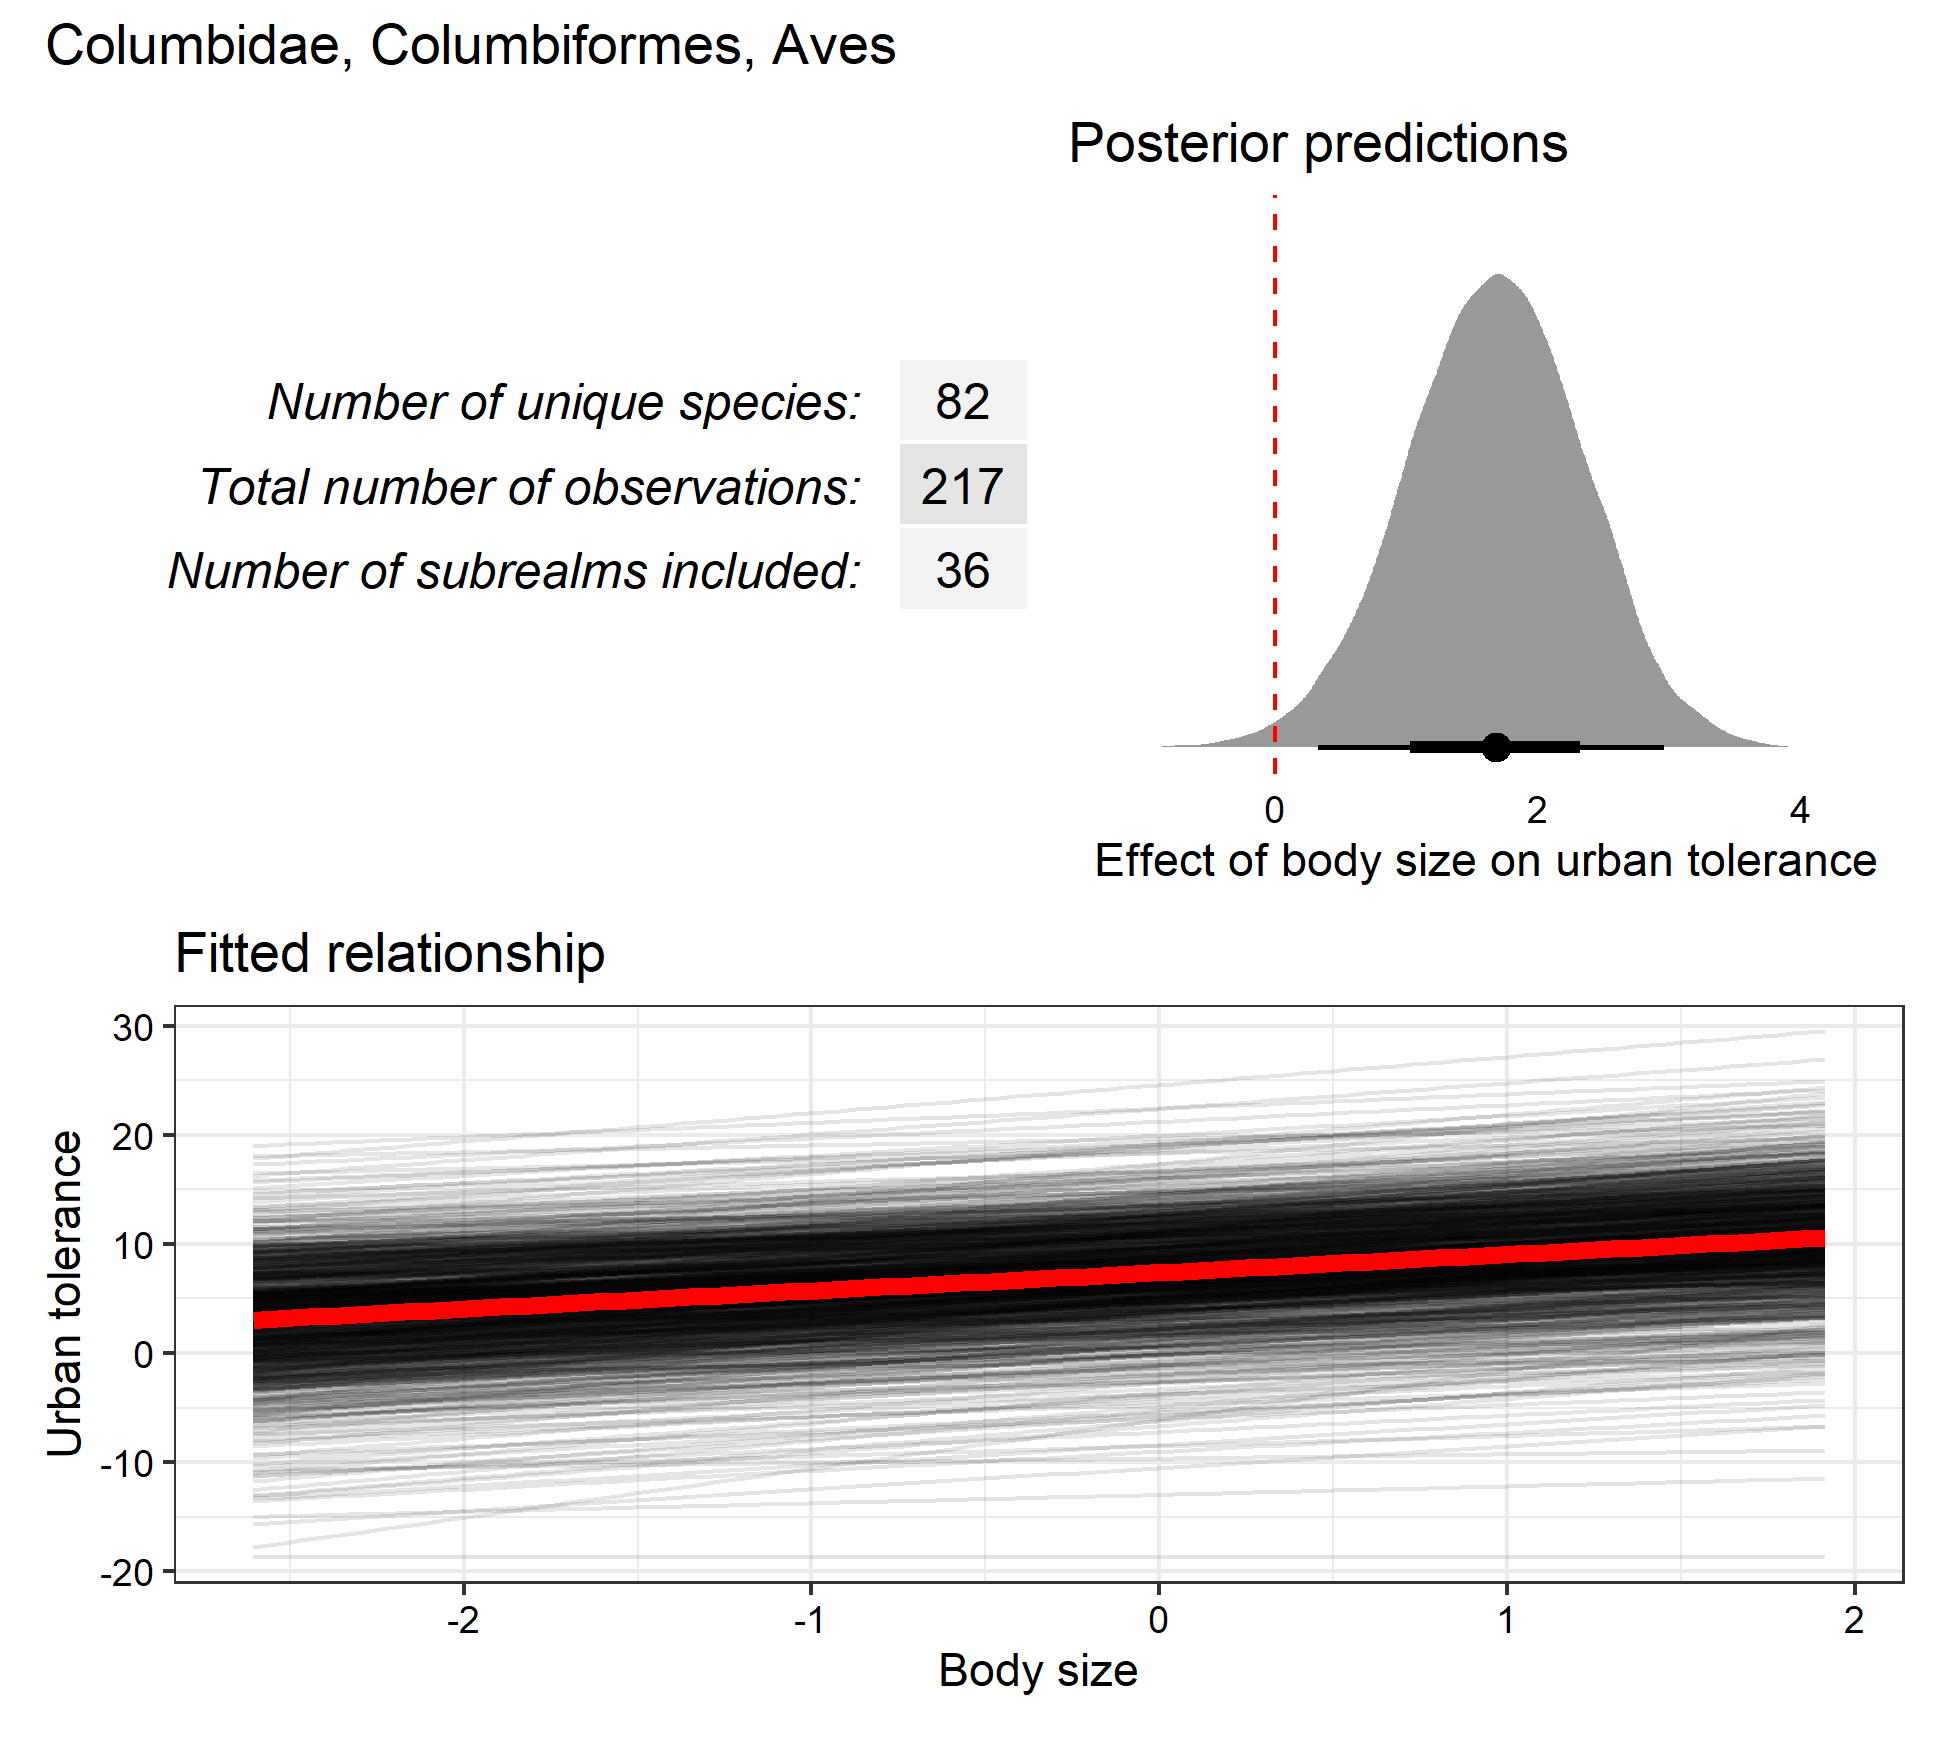 Columbidae, Columbiformes, Aves
Posterior predictions
Number of unique species: 82
Total number of observations: 217
Number of subrealms included: 36
0 2 4
Effect of body size on urban tolerance
Fitted relationship
30
20
10
0
-10
-20
Urban tolerance
-2 -1 0 1 2
Body size